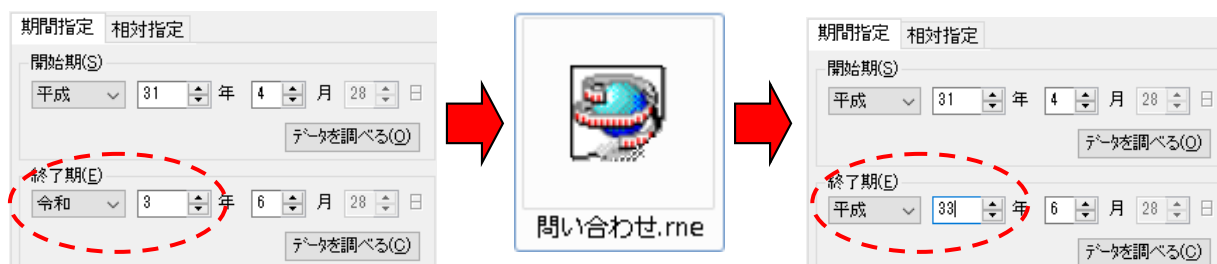 期間指定 相対指定
開始期(S)
平成 31 年 4 月 28 日
データを調べる(O)
終了期(E)
令和 3 年 6 月 28 日
データを調べる(C)
問い合わせ.rne
期間指定 相対指定
開始期(S)
平成 31 年 4 月 28 日
データを調べる(O)
終了期(E)
平成 33 年 6 月 28 日
データを調べる(C)